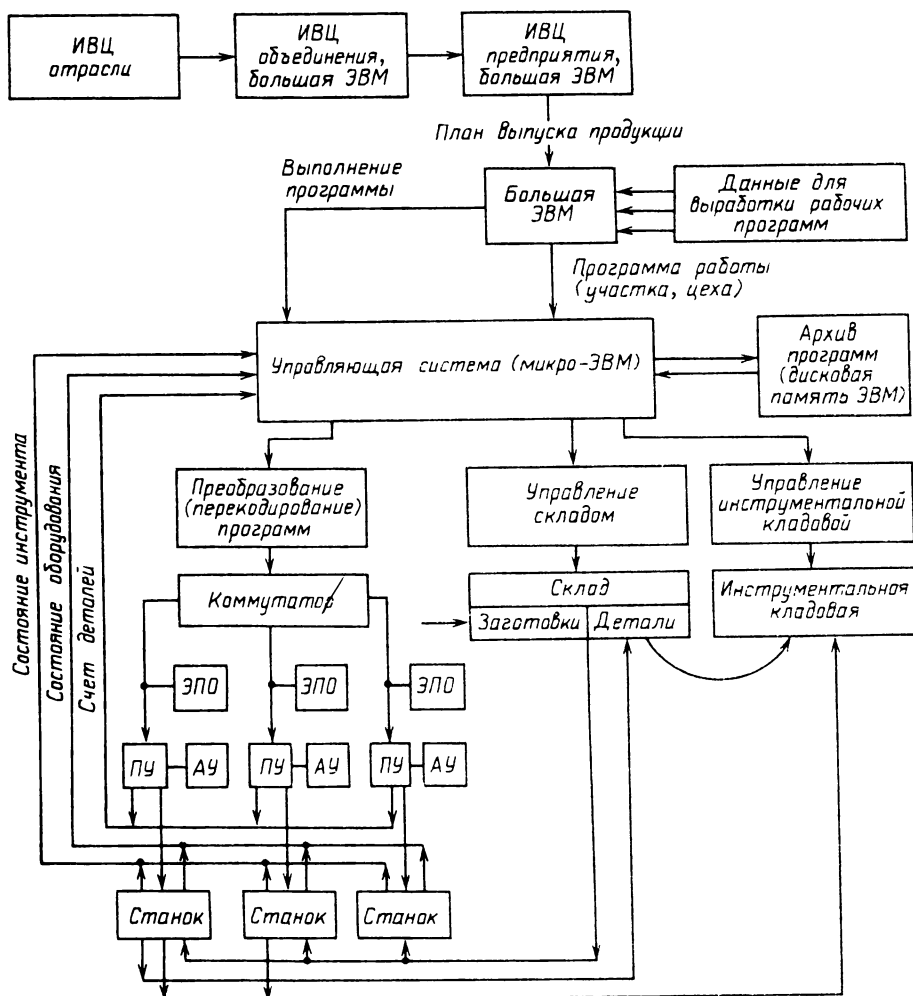 ИВЦ
отрасли
ИВЦ
объединения,
большая ЭВМ
ИВЦ
предприятия,
большая ЭВМ
План выпуска продукции
Выполнение
программы
Большая
ЭВМ
Данные для
выработки рабочих
программ
Программа работы
(участка, цеха)
Управляющая система (микро-ЭВМ)
Архив
программ
(дисковая
память ЭВМ)
Состояние инструмента
Состояние оборудования
Счет деталей
Преобразование
(перекодирование)
программ
Управление
складом
Управление
инструментальной
кладовой
Коммутатор
Склад
Заготовки
Детали
Инструментальная
кладовая
ЭПО
ЭПО
ЭПО
ПУ
АУ
ПУ
АУ
ПУ
АУ
Станок
Станок
Станок